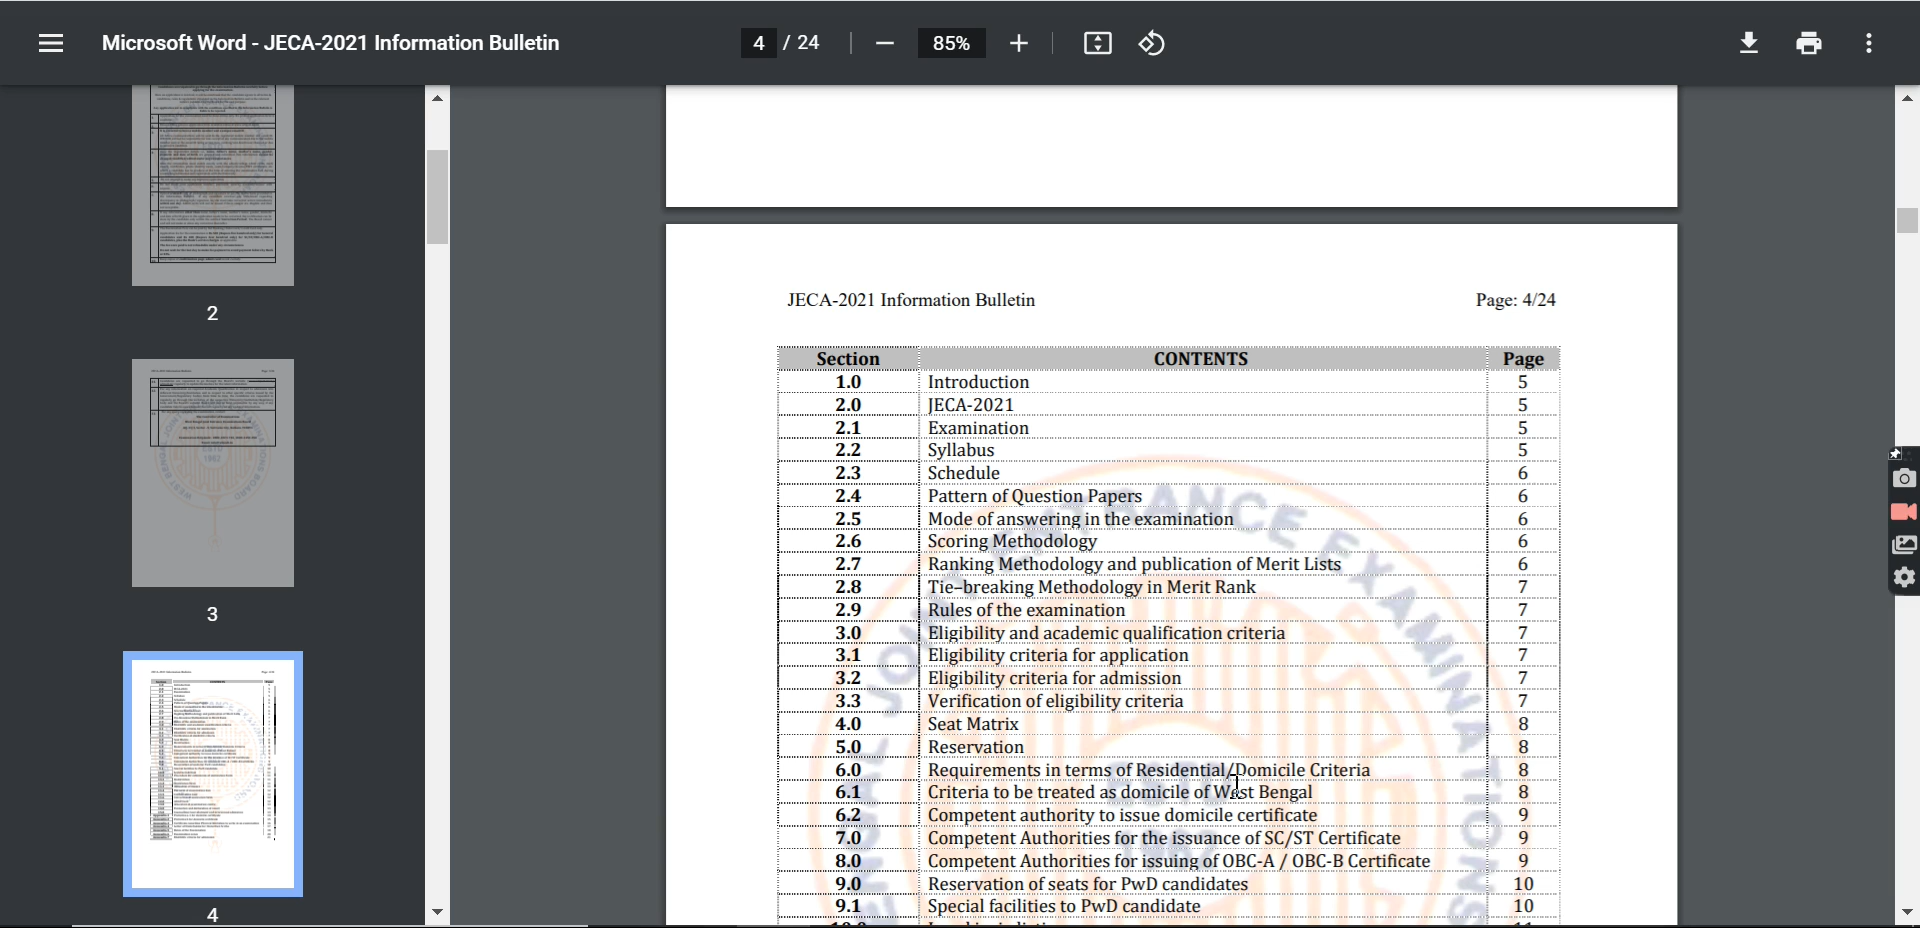 Microsoft Word - JECA-2021 Information Bulletin
4 / 24
85%
2
3
4
JECA-2021 Information Bulletin Page: 4/24
Section CONTENTS Page
1.0 Introduction 5
2.0 JECA-2021 5
2.1 Examination 5
2.2 Syllabus 5
2.3 Schedule 6
2.4 Pattern of Question Papers 6
2.5 Mode of answering in the examination 6
2.6 Scoring Methodology 6
2.7 Ranking Methodology and publication of Merit Lists 6
2.8 Tie–breaking Methodology in Merit Rank 7
2.9 Rules of the examination 7
3.0 Eligibility and academic qualification criteria 7
3.1 Eligibility criteria for application 7
3.2 Eligibility criteria for admission 7
3.3 Verification of eligibility criteria 7
4.0 Seat Matrix 8
5.0 Reservation 8
6.0 Requirements in terms of Residential/Domicile Criteria 8
6.1 Criteria to be treated as domicile of West Bengal 8
6.2 Competent authority to issue domicile certificate 9
7.0 Competent Authorities for the issuance of SC/ST Certificate 9
8.0 Competent Authorities for issuing of OBC-A / OBC-B Certificate 9
9.0 Reservation of seats for PwD candidates 10
9.1 Special facilities to PwD candidate 10